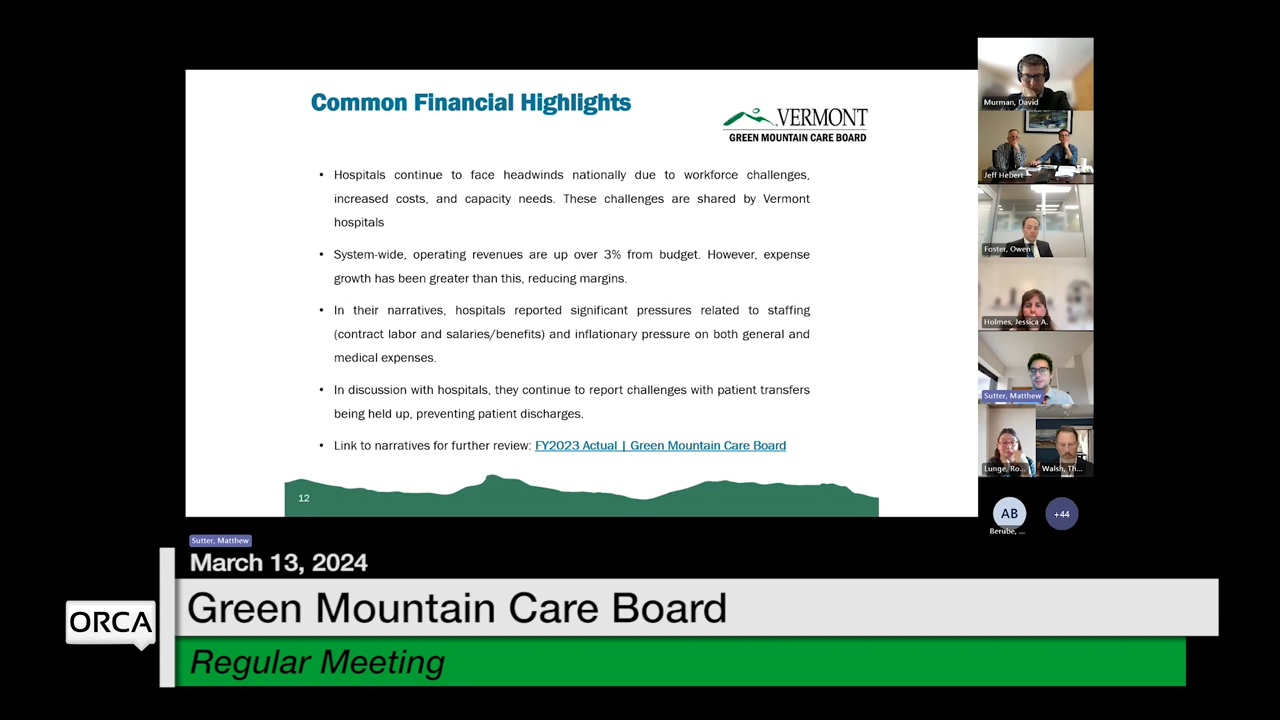 Common Financial Highlights
VERMONT
GREEN MOUNTAIN CARE BOARD
• Hospitals continue to face headwinds nationally due to workforce challenges,
increased costs, and capacity needs. These challenges are shared by Vermont
hospitals
• System-wide, operating revenues are up over 3% from budget. However, expense
growth has been greater than this, reducing margins.
• In their narratives, hospitals reported significant pressures related to staffing
(contract labor and salaries/benefits) and inflationary pressure on both general and
medical expenses.
• In discussion with hospitals, they continue to report challenges with patient transfers
being held up, preventing patient discharges.
• Link to narratives for further review: FY2023 Actual | Green Mountain Care Board
12
Murman, David
Jeff Hebert
Foster, Owen
Holmes, Jessica A.
Sutter, Matthew
Lunge, Ro...
Walsh, Th...
AB
+44
Berube, ...
Sutter, Matthew
March 13, 2024
ORCA
Green Mountain Care Board
Regular Meeting